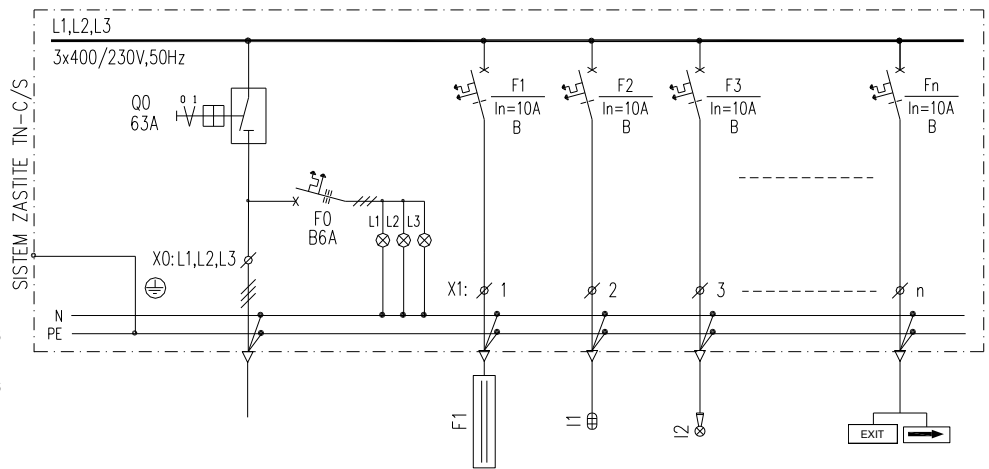 L1,L2,L3
3x400/230V,50Hz
SISTEM ZASTITE TN-C/S
Q0
63A
0 1
F0
B6A
L1 L2 L3
F1
In=10A
B
F2
In=10A
B
F3
In=10A
B
Fn
In=10A
B
X0:L1,L2,L3
X1: 1 2 3 n
N
PE
F1
I1
I2
EXIT